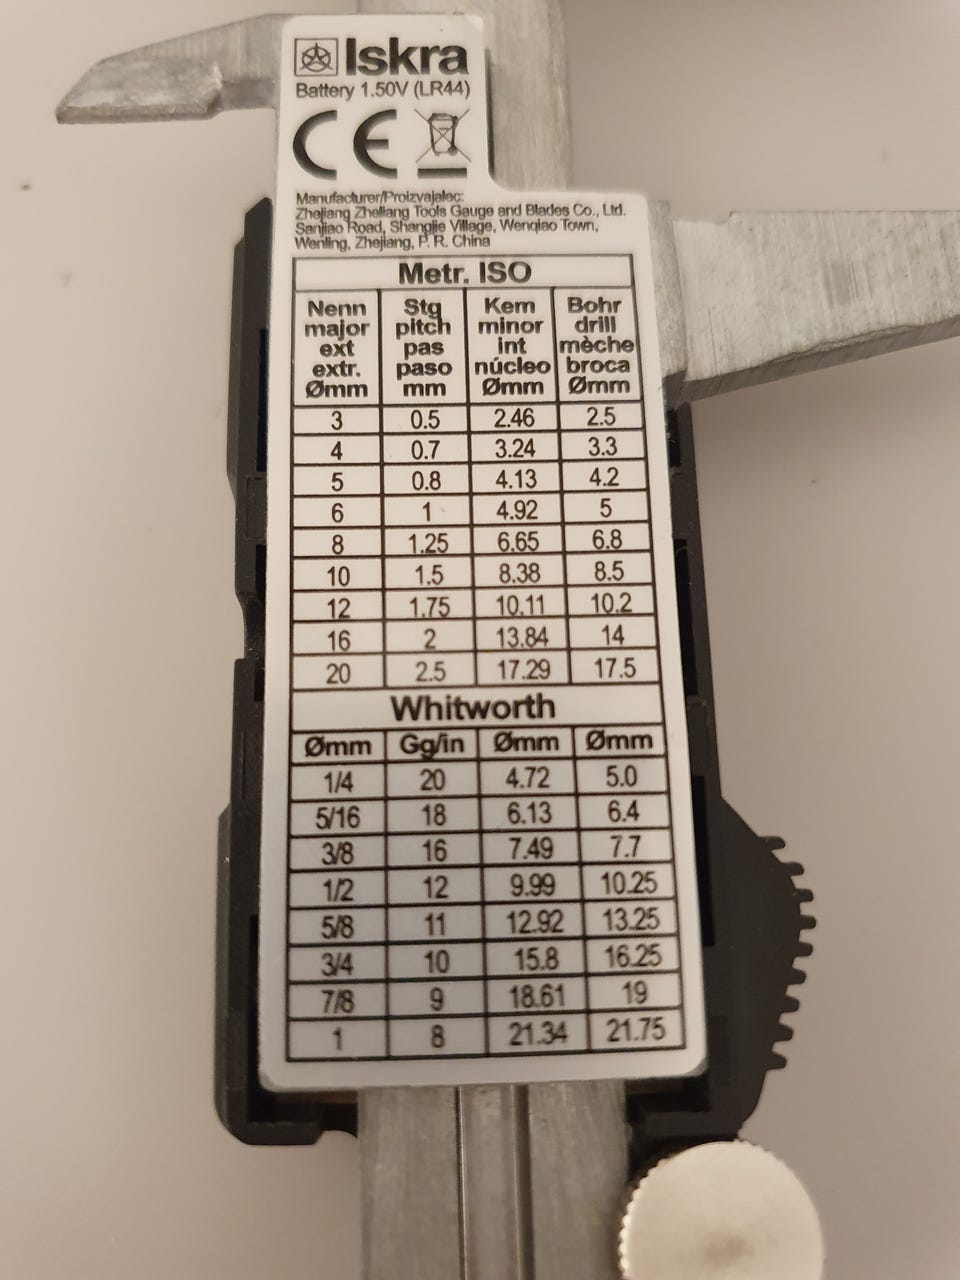 Iskra
Battery 1.50V (LR44)
CE
Manufacturer/Proizvajalec:
Zhejiang Zheliang Tools Gauge and Blades Co., Ltd.
Sanjiao Road, Shangjie Village, Wenqiao Town,
Wenling, Zhejiang, P. R. China
Metr. ISO
Nenn major ext extr. Ømm | Stg pitch pas paso mm | Kern minor int núcleo Ømm | Bohr drill mèche broca Ømm
3 0.5 2.46 2.5
4 0.7 3.24 3.3
5 0.8 4.13 4.2
6 1 4.92 5
8 1.25 6.65 6.8
10 1.5 8.38 8.5
12 1.75 10.11 10.2
16 2 13.84 14
20 2.5 17.29 17.5
Whitworth
Ømm Gg/in Ømm Ømm
1/4 20 4.72 5.0
5/16 18 6.13 6.4
3/8 16 7.49 7.7
1/2 12 9.99 10.25
5/8 11 12.92 13.25
3/4 10 15.8 16.25
7/8 9 18.61 19
1 8 21.34 21.75